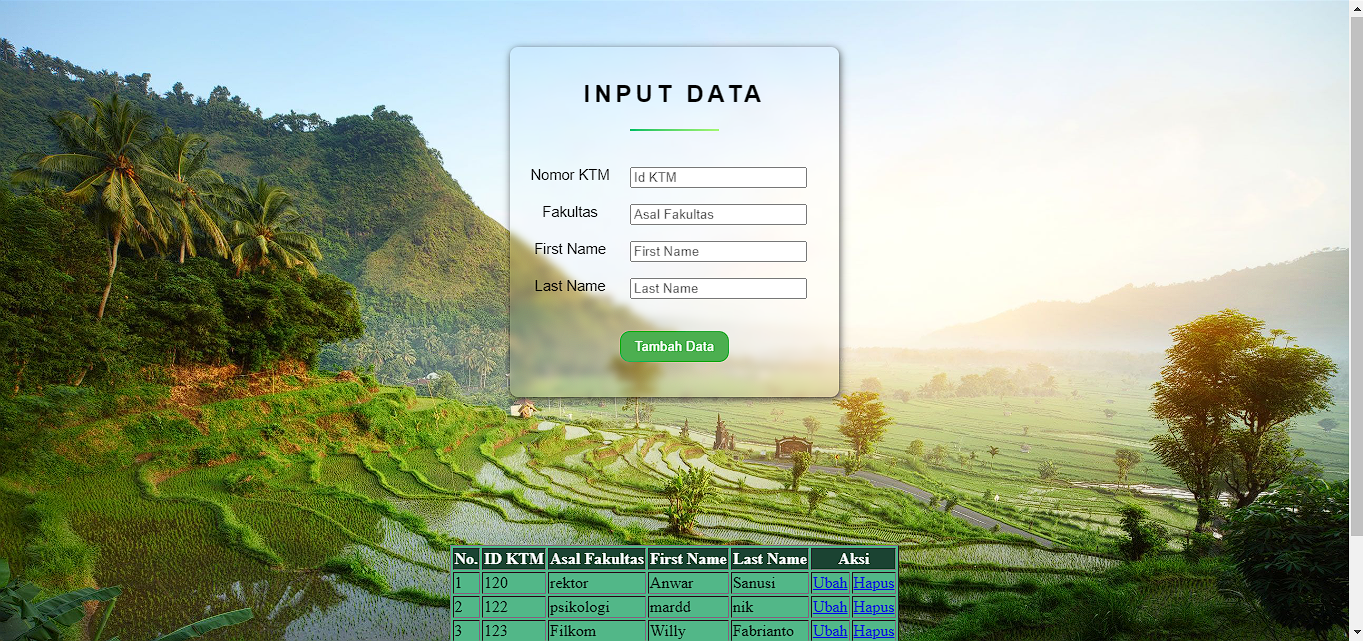 INPUT DATA
Nomor KTM Id KTM
Fakultas Asal Fakultas
First Name First Name
Last Name Last Name
Tambah Data
No. ID KTM Asal Fakultas First Name Last Name Aksi
1 120 rektor Anwar Sanusi Ubah Hapus
2 122 psikologi mardd nik Ubah Hapus
3 123 Filkom Willy Fabrianto Ubah Hapus